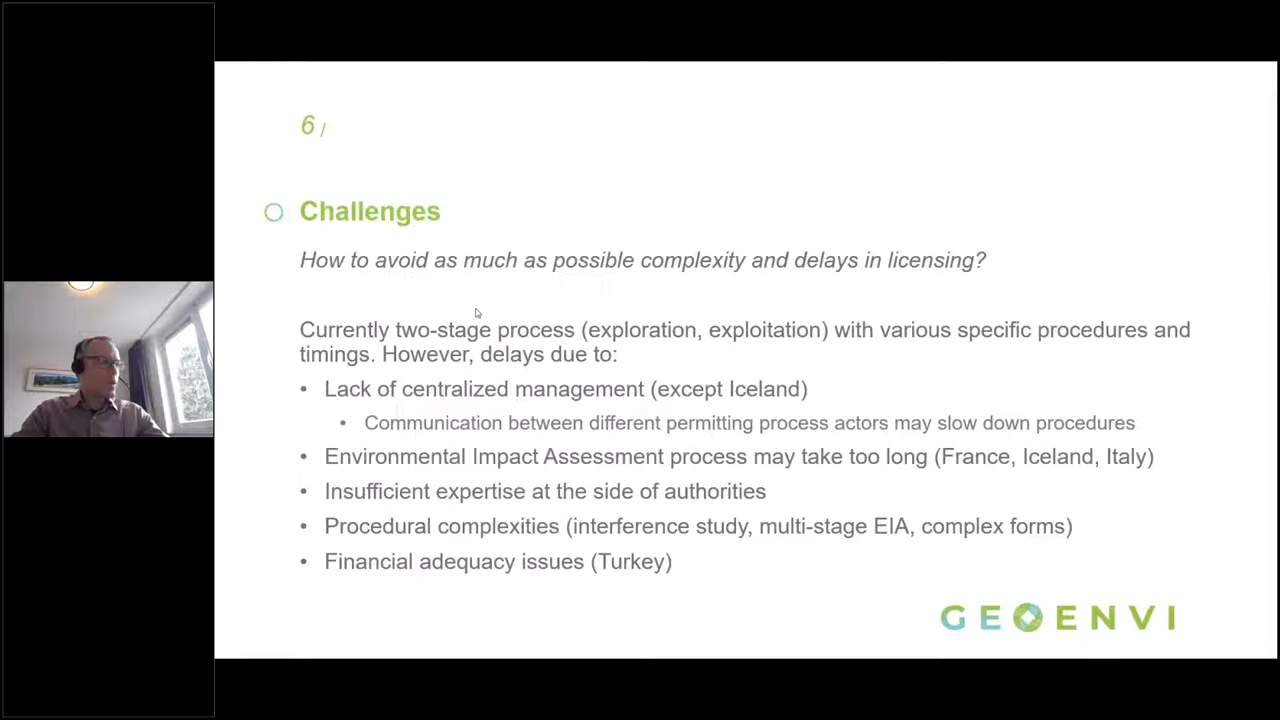 6 /
Challenges
How to avoid as much as possible complexity and delays in licensing?
Currently two-stage process (exploration, exploitation) with various specific procedures and
timings. However, delays due to:
• Lack of centralized management (except Iceland)
• Communication between different permitting process actors may slow down procedures
• Environmental Impact Assessment process may take too long (France, Iceland, Italy)
• Insufficient expertise at the side of authorities
• Procedural complexities (interference study, multi-stage EIA, complex forms)
• Financial adequacy issues (Turkey)
GEOENVI